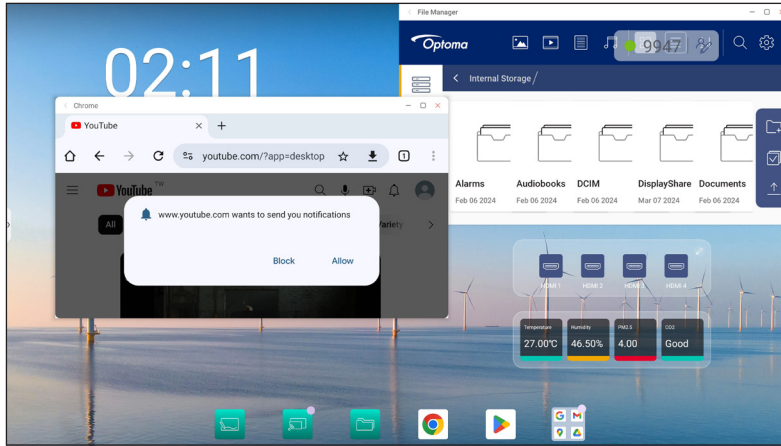 File Manager
02:11
Optoma
9947
Internal Storage/
Chrome
YouTube
youtube.com/?app=desktop
1
YouTube TW
All
Variety
www.youtube.com wants to send you notifications
Block Allow
Alarms Audiobooks DCIM DisplayShare Documents
Feb 06 2024 Feb 06 2024 Feb 06 2024 Mar 07 2024 Feb 06 2024
HDMI 1 HDMI 2 HDMI 3 HDMI 4
Temperature Humidity PM2.5 CO2
27.00℃ 46.50% 4.00 Good
G M